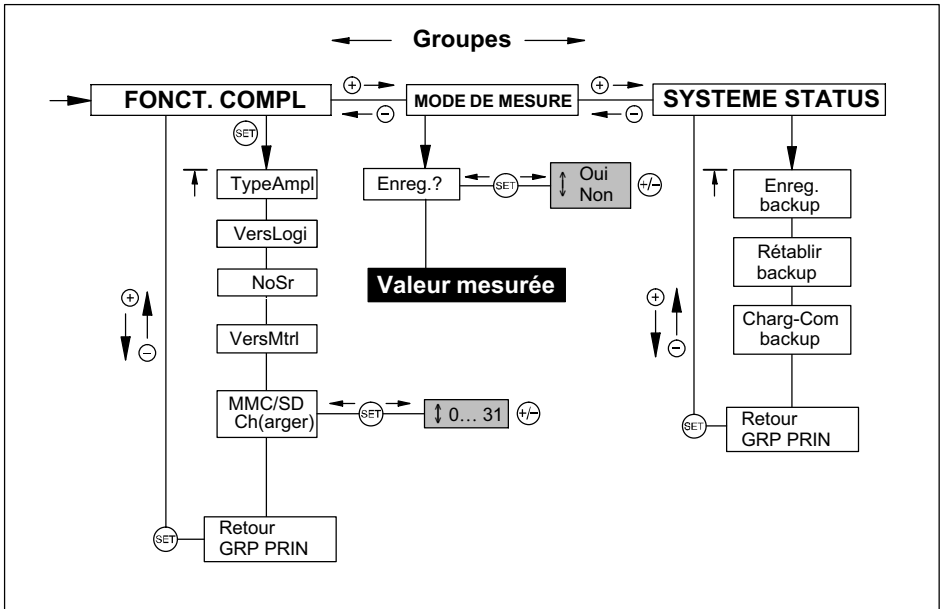 Groupes
FONCT. COMPL
+
−
MODE DE MESURE
+
−
SYSTEME STATUS
SET
TypeAmpl
VersLogi
NoSr
VersMtrl
MMC/SD
Ch(arger)
SET
0... 31
+/−
+
−
SET
Retour
GRP PRIN
Enreg.?
SET
Oui
Non
+/−
Valeur mesurée
Enreg.
backup
Rétablir
backup
Charg-Com
backup
+
−
SET
Retour
GRP PRIN